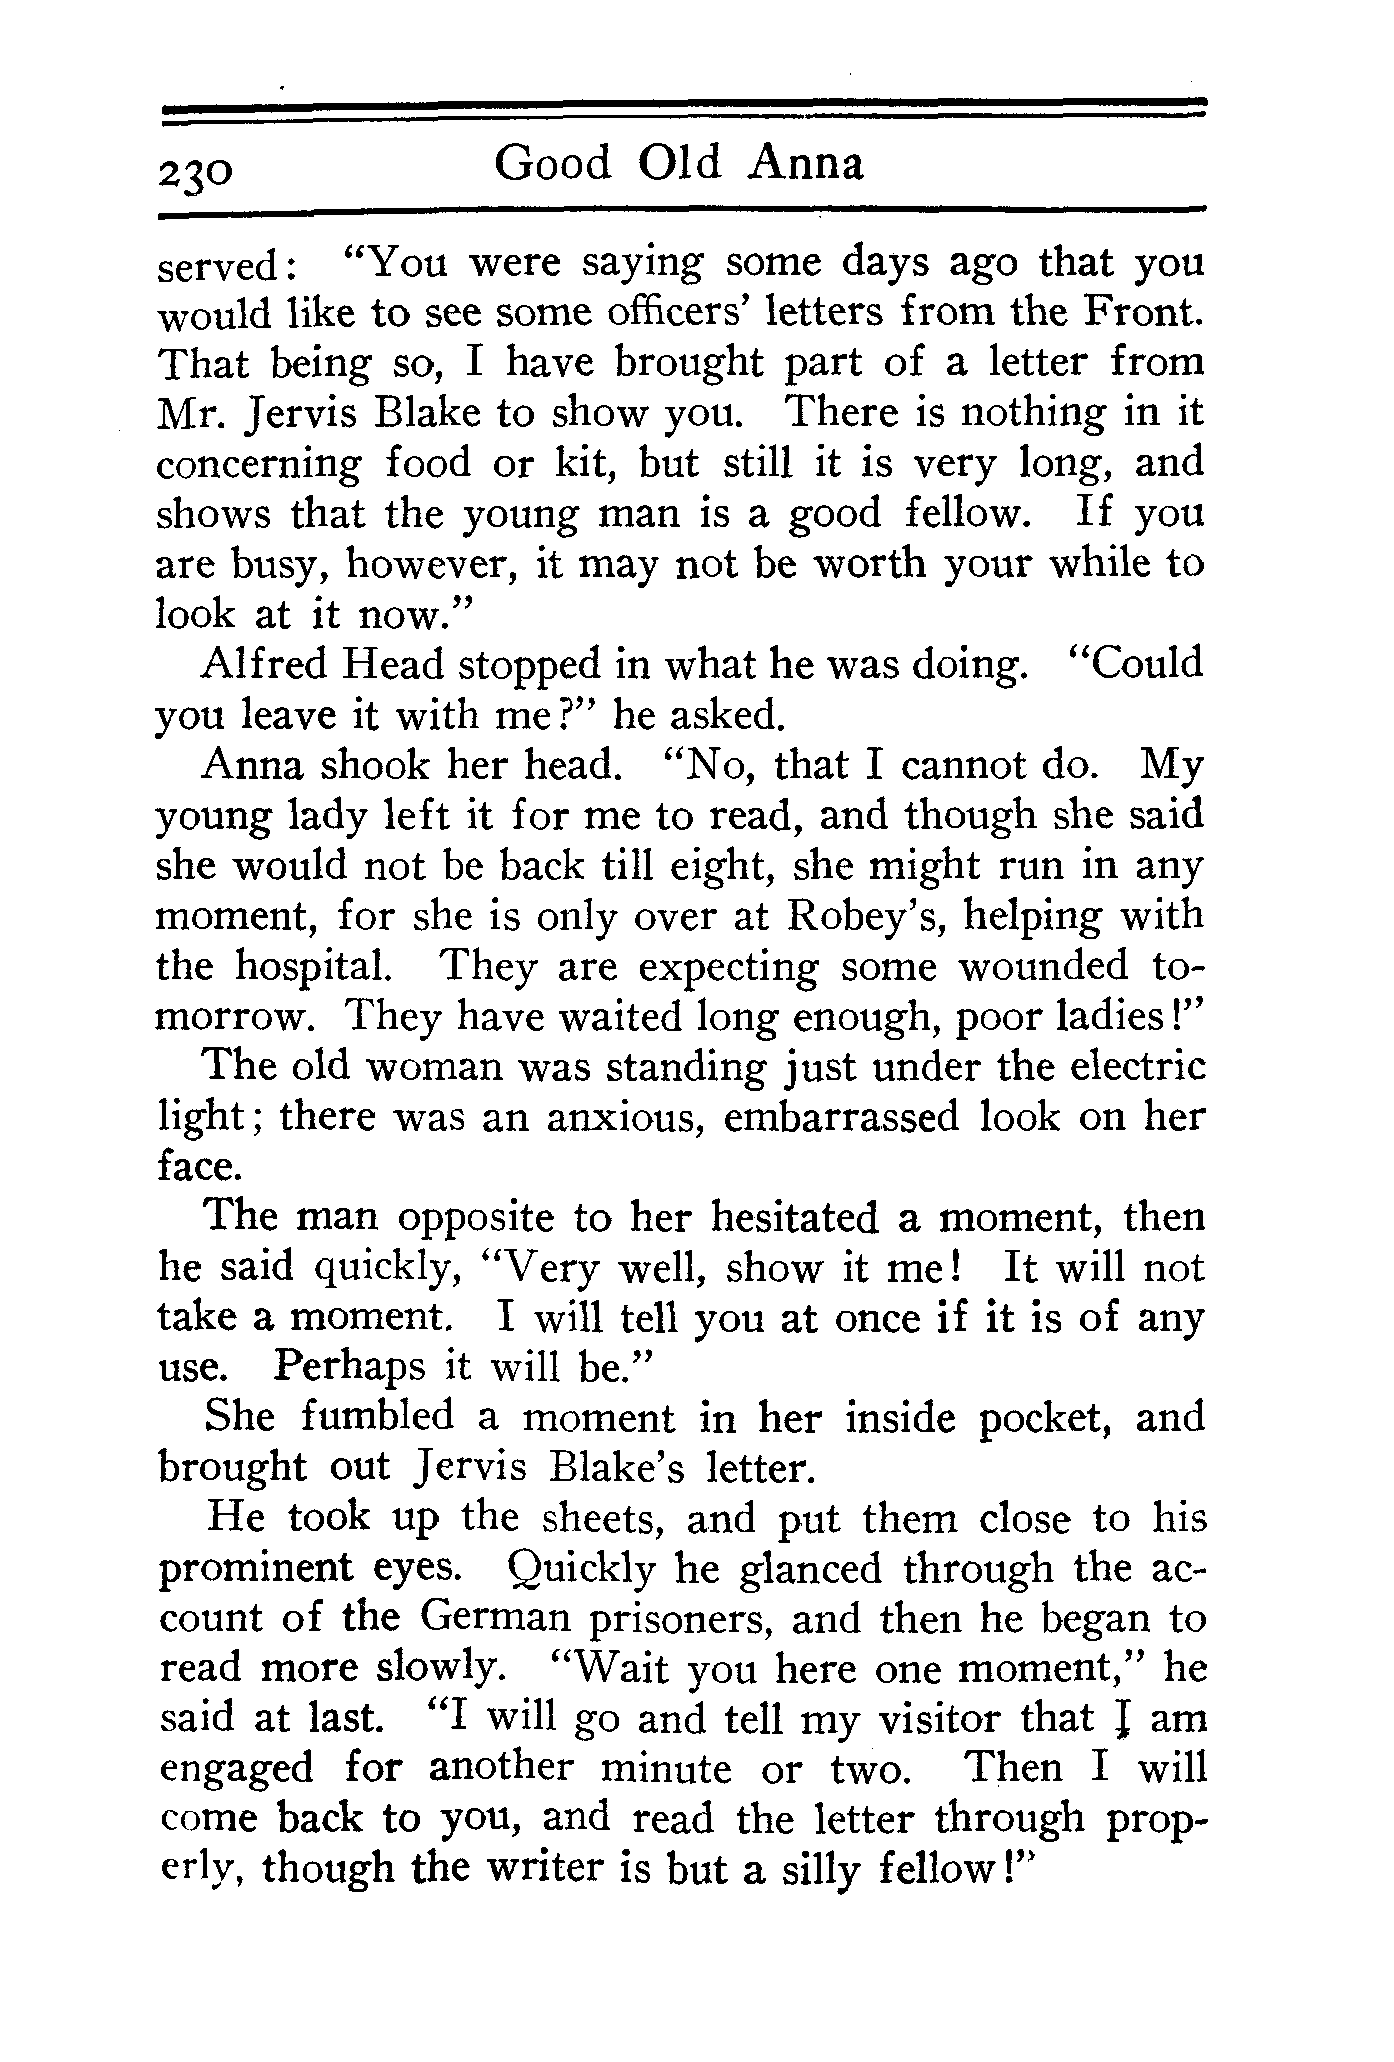 230 Good Old Anna
served: "You were saying some days ago that you
would like to see some officers' letters from the Front.
That being so, I have brought part of a letter from
Mr. Jervis Blake to show you. There is nothing in it
concerning food or kit, but still it is very long, and
shows that the young man is a good fellow. If you
are busy, however, it may not be worth your while to
look at it now."
Alfred Head stopped in what he was doing. "Could
you leave it with me?" he asked.
Anna shook her head. "No, that I cannot do. My
young lady left it for me to read, and though she said
she would not be back till eight, she might run in any
moment, for she is only over at Robey's, helping with
the hospital. They are expecting some wounded to-
morrow. They have waited long enough, poor ladies!"
The old woman was standing just under the electric
light; there was an anxious, embarrassed look on her
face.
The man opposite to her hesitated a moment, then
he said quickly, "Very well, show it me! It will not
take a moment. I will tell you at once if it is of any
use. Perhaps it will be."
She fumbled a moment in her inside pocket, and
brought out Jervis Blake's letter.
He took up the sheets, and put them close to his
prominent eyes. Quickly he glanced through the ac-
count of the German prisoners, and then he began to
read more slowly. "Wait you here one moment," he
said at last. "I will go and tell my visitor that I am
engaged for another minute or two. Then I will
come back to you, and read the letter through prop-
erly, though the writer is but a silly fellow!"